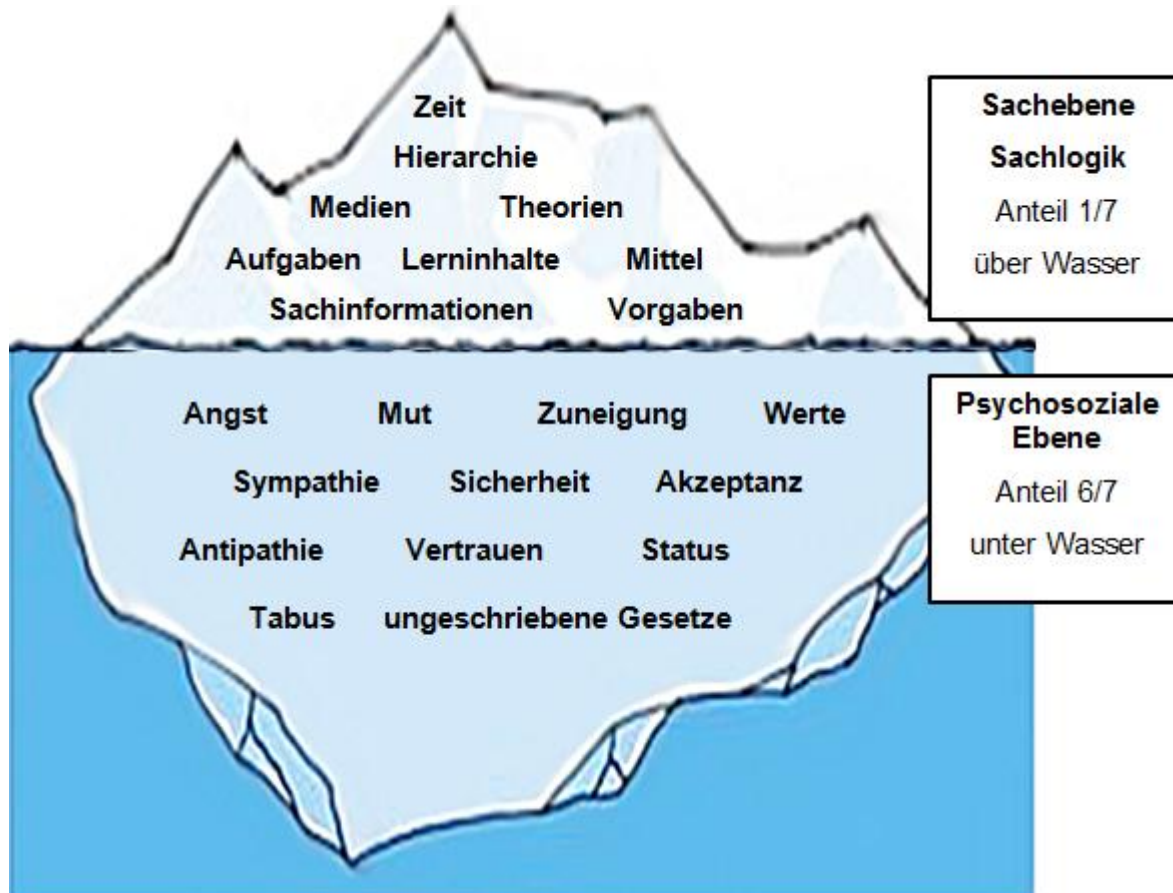 Zeit
Hierarchie
Medien Theorien
Aufgaben Lerninhalte Mittel
Sachinformationen Vorgaben
Sachebene
Sachlogik
Anteil 1/7
über Wasser
Angst Mut Zuneigung Werte
Sympathie Sicherheit Akzeptanz
Antipathie Vertrauen Status
Tabus ungeschriebene Gesetze
Psychosoziale
Ebene
Anteil 6/7
unter Wasser